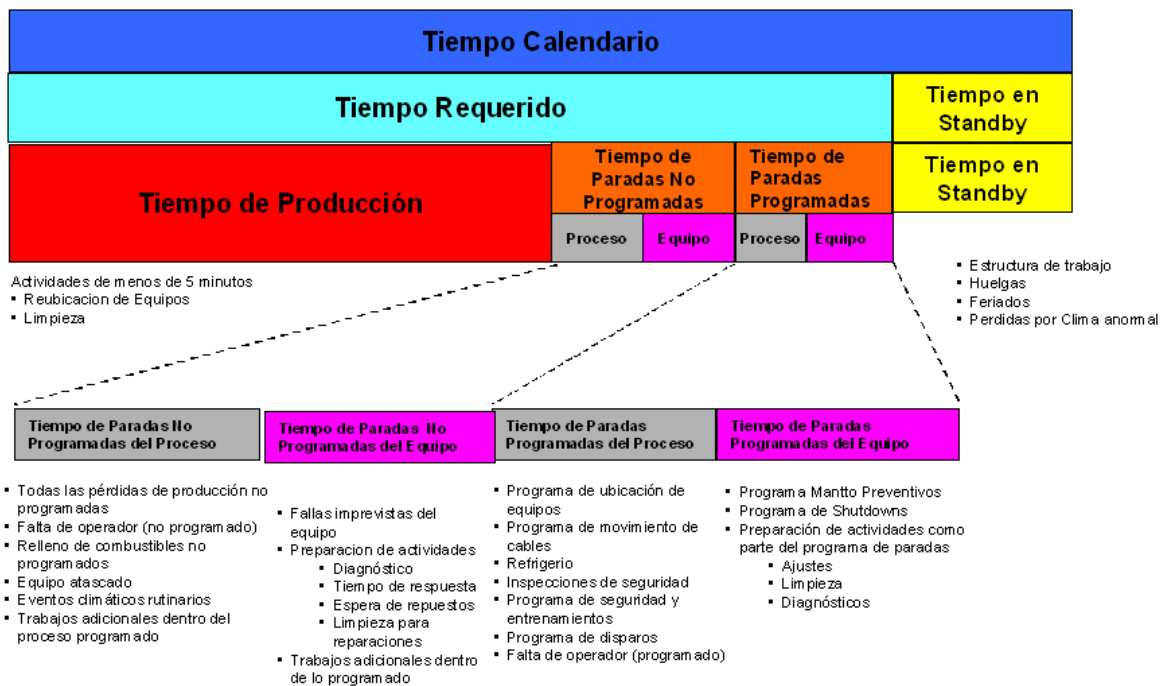 Tiempo Calendario
Tiempo Requerido
Tiempo en
Standby
Tiempo de Producción
Tiempo de
Paradas No
Programadas
Tiempo de
Paradas
Programadas
Tiempo en
Standby
Proceso
Equipo
Proceso
Equipo
Actividades de menos de 5 minutos
▪ Reubicacion de Equipos
▪ Limpieza
▪ Estructura de trabajo
▪ Huelgas
▪ Feriados
▪ Perdidas por Clima anormal
Tiempo de Paradas No
Programadas del Proceso
Tiempo de Paradas No
Programadas del Equipo
Tiempo de Paradas
Programadas del Proceso
Tiempo de Paradas
Programadas del Equipo
▪ Todas las pérdidas de producción no
programadas
▪ Falta de operador (no programado)
▪ Relleno de combustibles no
programados
▪ Equipo atascado
▪ Eventos climáticos rutinarios
▪ Trabajos adicionales dentro del
proceso programado
▪ Fallas imprevistas del
equipo
▪ Preparacion de actividades
▪ Diagnóstico
▪ Tiempo de respuesta
▪ Espera de repuestos
▪ Limpieza para
reparaciones
▪ Trabajos adicionales dentro
de lo programado
▪ Programa de ubicación de
equipos
▪ Programa de movimiento de
cables
▪ Refrigerio
▪ Inspecciones de seguridad
▪ Programa de seguridad y
entrenamientos
▪ Programa de disparos
▪ Falta de operador (programado)
▪ Programa Mantto Preventivos
▪ Programa de Shutdowns
▪ Preparación de actividades como
parte del programa de paradas
▪ Ajustes
▪ Limpieza
▪ Diagnósticos